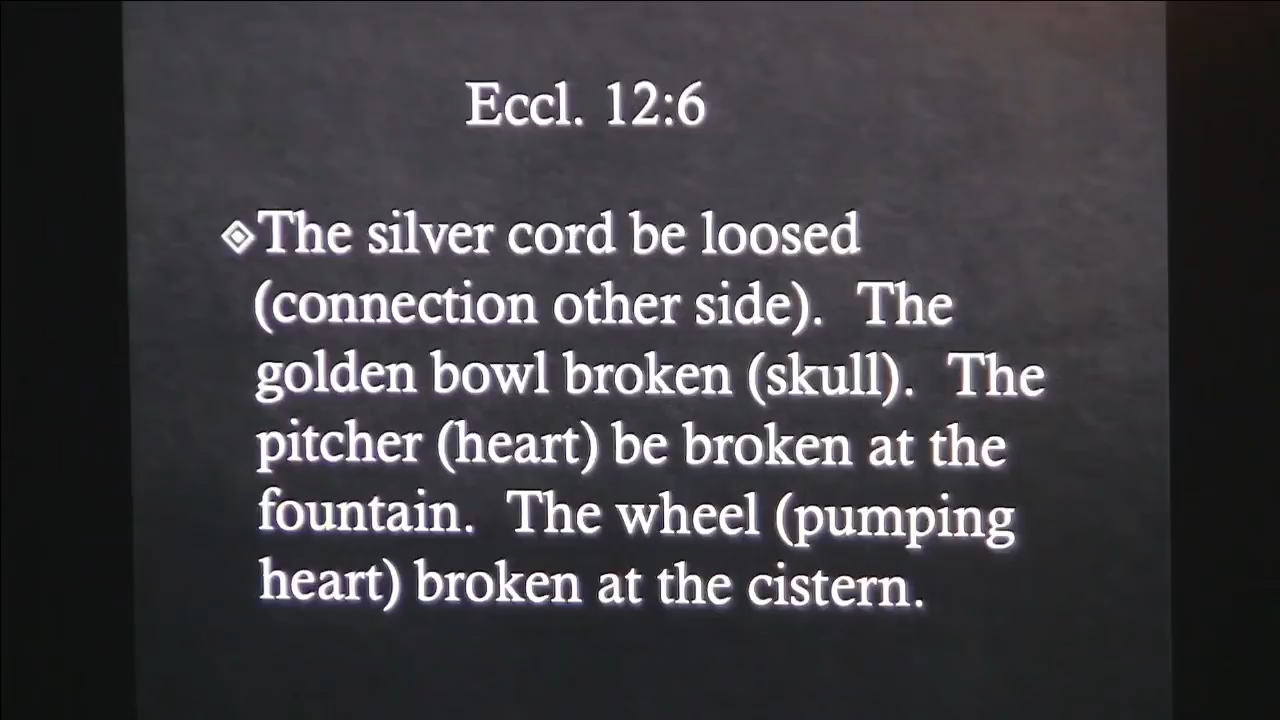 Eccl. 12:6
The silver cord be loosed
(connection other side).  The
golden bowl broken (skull).  The
pitcher (heart) be broken at the
fountain.  The wheel (pumping
heart) broken at the cistern.